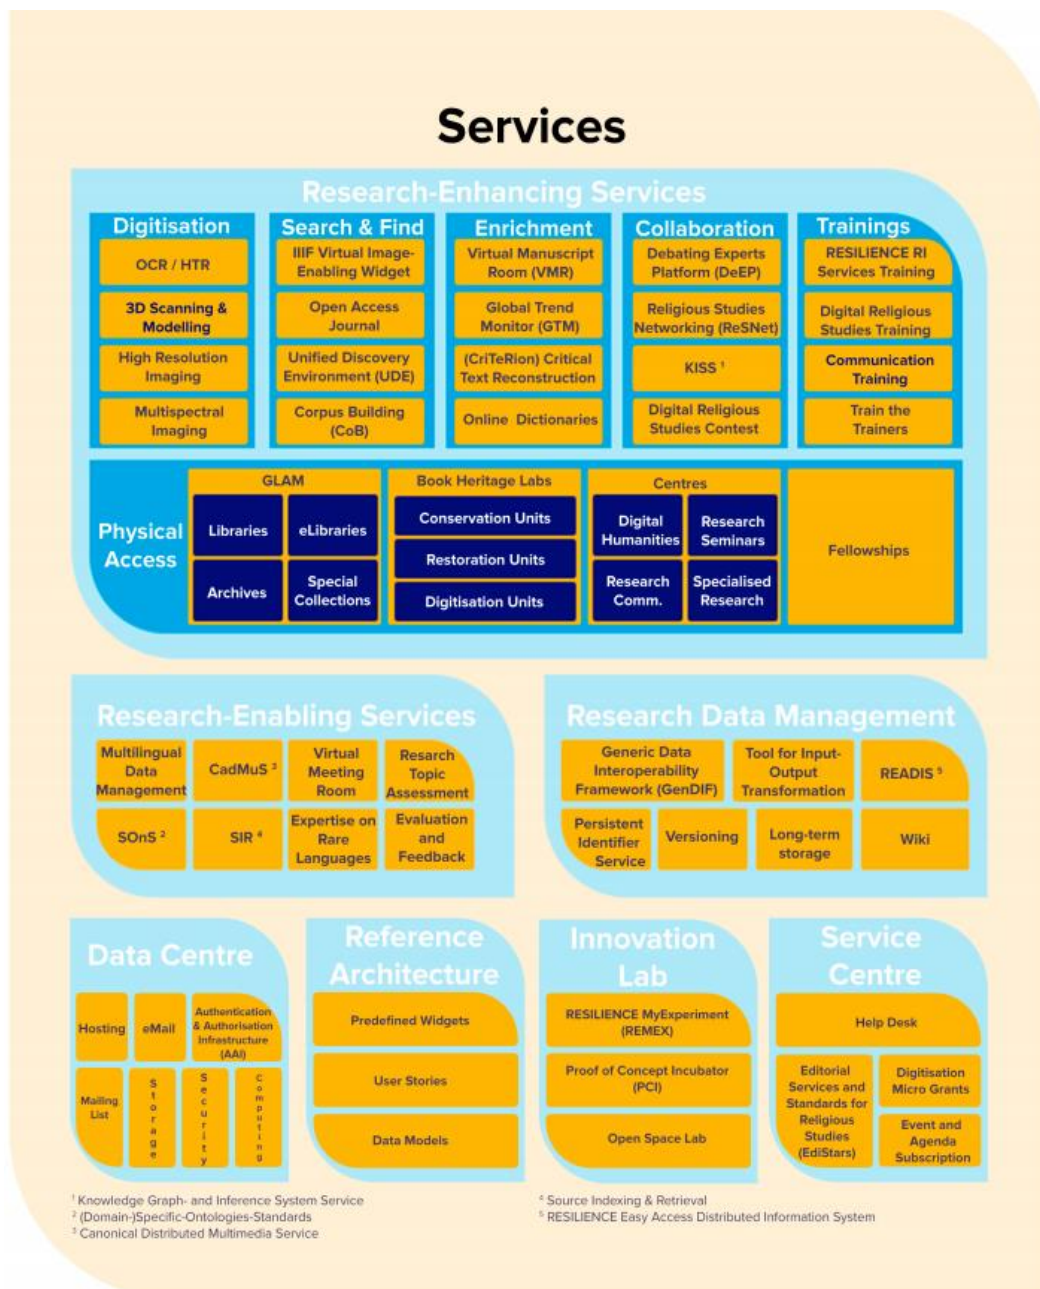 Services
Research-Enhancing Services
Digitisation
OCR / HTR
3D Scanning &
Modelling
High Resolution
Imaging
Multispectral
Imaging
Search & Find
IIIF Virtual Image-
Enabling Widget
Open Access
Journal
Unified Discovery
Environment (UDE)
Corpus Building
(CoB)
Enrichment
Virtual Manuscript
Room (VMR)
Global Trend
Monitor (GTM)
(CriTeRion) Critical
Text Reconstruction
Online Dictionaries
Collaboration
Debating Experts
Platform (DeEP)
Religious Studies
Networking (ReSNet)
KISS ¹
Digital Religious
Studies Contest
Trainings
RESILIENCE RI
Services Training
Digital Religious
Studies Training
Communication
Training
Train the
Trainers
Physical
Access
GLAM
Libraries
eLibraries
Archives
Special
Collections
Book Heritage Labs
Conservation Units
Restoration Units
Digitisation Units
Centres
Digital
Humanities
Research
Seminars
Research
Comm.
Specialised
Research
Fellowships
Research-Enabling Services
Multilingual
Data
Management
CadMuS ³
Virtual
Meeting
Room
Resarch
Topic
Assessment
SOnS ²
SIR ⁴
Expertise on
Rare
Languages
Evaluation
and
Feedback
Research Data Management
Generic Data
Interoperability
Framework (GenDIF)
Tool for Input-
Output
Transformation
READIS ⁵
Persistent
Identifier
Service
Versioning
Long-term
storage
Wiki
Data Centre
Hosting
eMail
Authentication
& Authorisation
Infrastructure
(AAI)
Mailing
List
Storage
Security
Computing
Reference
Architecture
Predefined Widgets
User Stories
Data Models
Innovation
Lab
RESILIENCE MyExperiment
(REMEX)
Proof of Concept Incubator
(PCI)
Open Space Lab
Service
Centre
Help Desk
Editorial
Services and
Standards for
Religious
Studies
(EdiStars)
Digitisation
Micro Grants
Event and
Agenda
Subscription
¹ Knowledge Graph- and Inference System Service
² (Domain-)Specific-Ontologies-Standards
³ Canonical Distributed Multimedia Service
⁴ Source Indexing & Retrieval
⁵ RESILIENCE Easy Access Distributed Information System